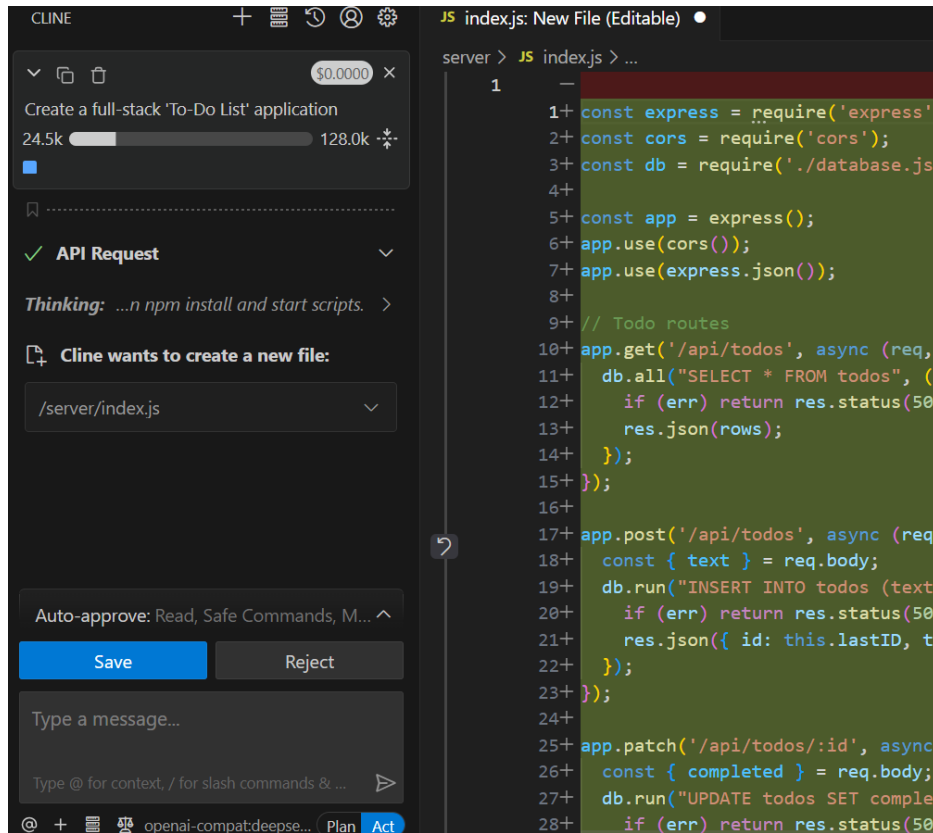 CLINE
$0.0000
Create a full-stack 'To-Do List' application
24.5k 128.0k
API Request
Thinking: ...n npm install and start scripts.
Cline wants to create a new file:
/server/index.js
Auto-approve: Read, Safe Commands, M...
Save Reject
Type a message...
Type @ for context, / for slash commands & ...
@ + openai-compat:deepse... Plan Act
JS index.js: New File (Editable)
server > JS index.js > ...
1 —
1+ const express = require('express'
2+ const cors = require('cors');
3+ const db = require('./database.js
4+
5+ const app = express();
6+ app.use(cors());
7+ app.use(express.json());
8+
9+ // Todo routes
10+ app.get('/api/todos', async (req,
11+ db.all("SELECT * FROM todos", (
12+ if (err) return res.status(50
13+ res.json(rows);
14+ });
15+ });
16+
17+ app.post('/api/todos', async (req
18+ const { text } = req.body;
19+ db.run("INSERT INTO todos (text
20+ if (err) return res.status(50
21+ res.json({ id: this.lastID, t
22+ });
23+ });
24+
25+ app.patch('/api/todos/:id', async
26+ const { completed } = req.body;
27+ db.run("UPDATE todos SET comple
28+ if (err) return res.status(50